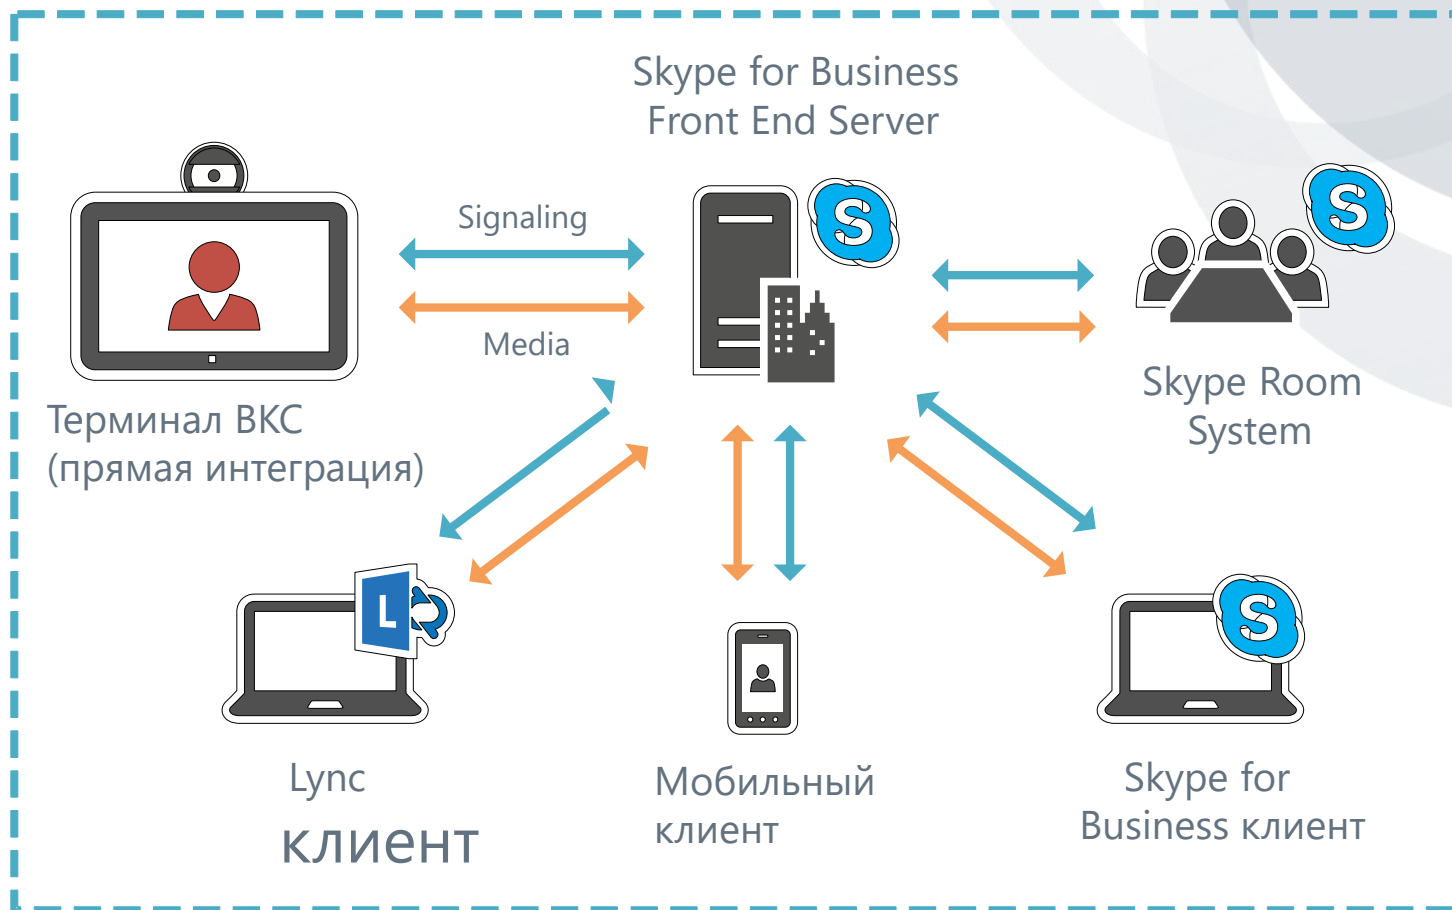 Skype for Business
Front End Server
Signaling
Media
Терминал ВКС
(прямая интеграция)
Skype Room
System
L
S
S
S
Lync
клиент
Мобильный
клиент
Skype for
Business клиент